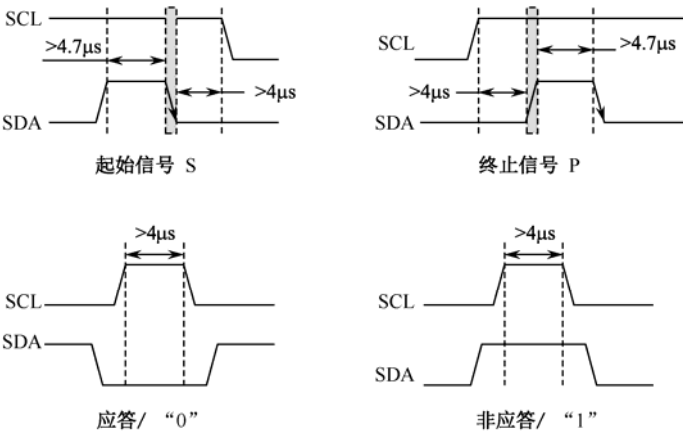 SCL
>4.7μs
>4μs
SDA
起始信号 S
SCL
>4.7μs
>4μs
SDA
终止信号 P
>4μs
SCL
SDA
应答/ “0”
>4μs
SCL
SDA
非应答/ “1”